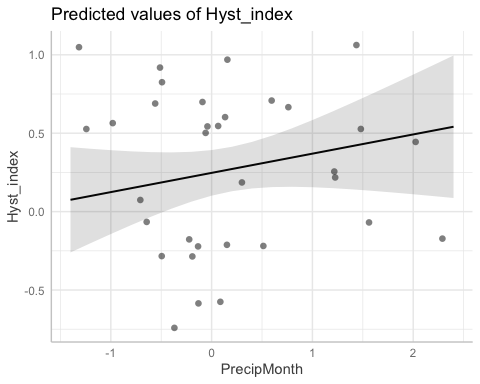 Predicted values of Hyst_index
1.0
0.5
0.0
-0.5
Hyst_index
-1
0
1
2
PrecipMonth